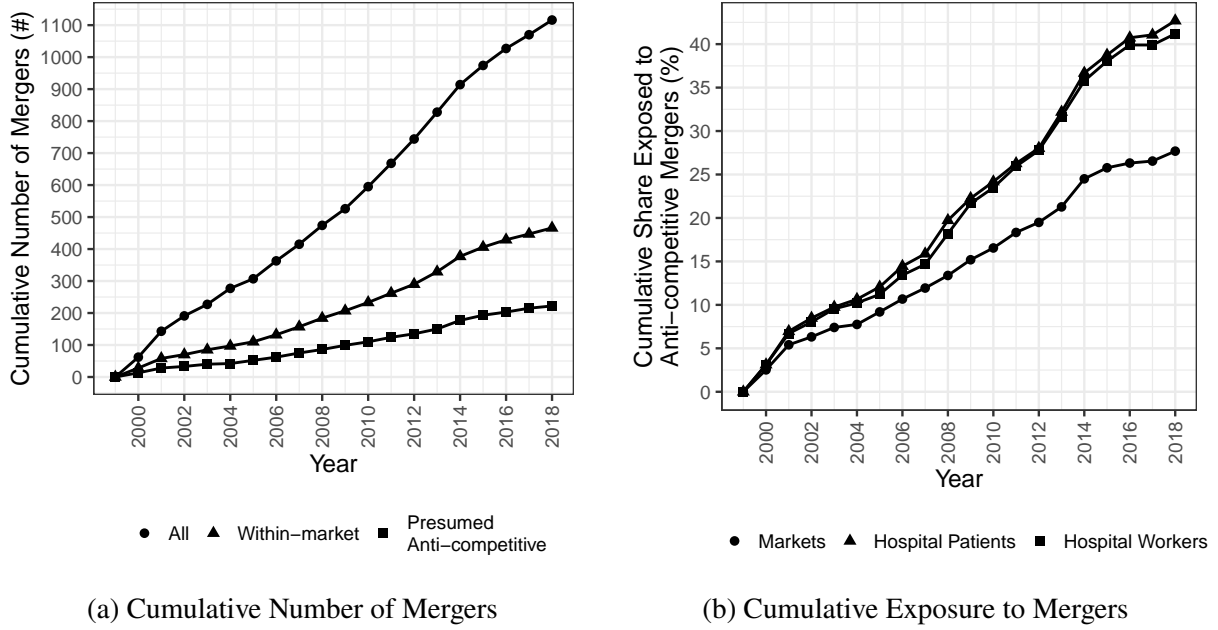 Cumulative Number of Mergers (#)
1100
1000
900
800
700
600
500
400
300
200
100
0
2000
2002
2004
2006
2008
2010
2012
2014
2016
2018
Year
All
Within−market
Presumed
Anti−competitive
(a) Cumulative Number of Mergers
Cumulative Share Exposed to
Anti−competitive Mergers (%)
40
35
30
25
20
15
10
5
0
2000
2002
2004
2006
2008
2010
2012
2014
2016
2018
Year
Markets
Hospital Patients
Hospital Workers
(b) Cumulative Exposure to Mergers